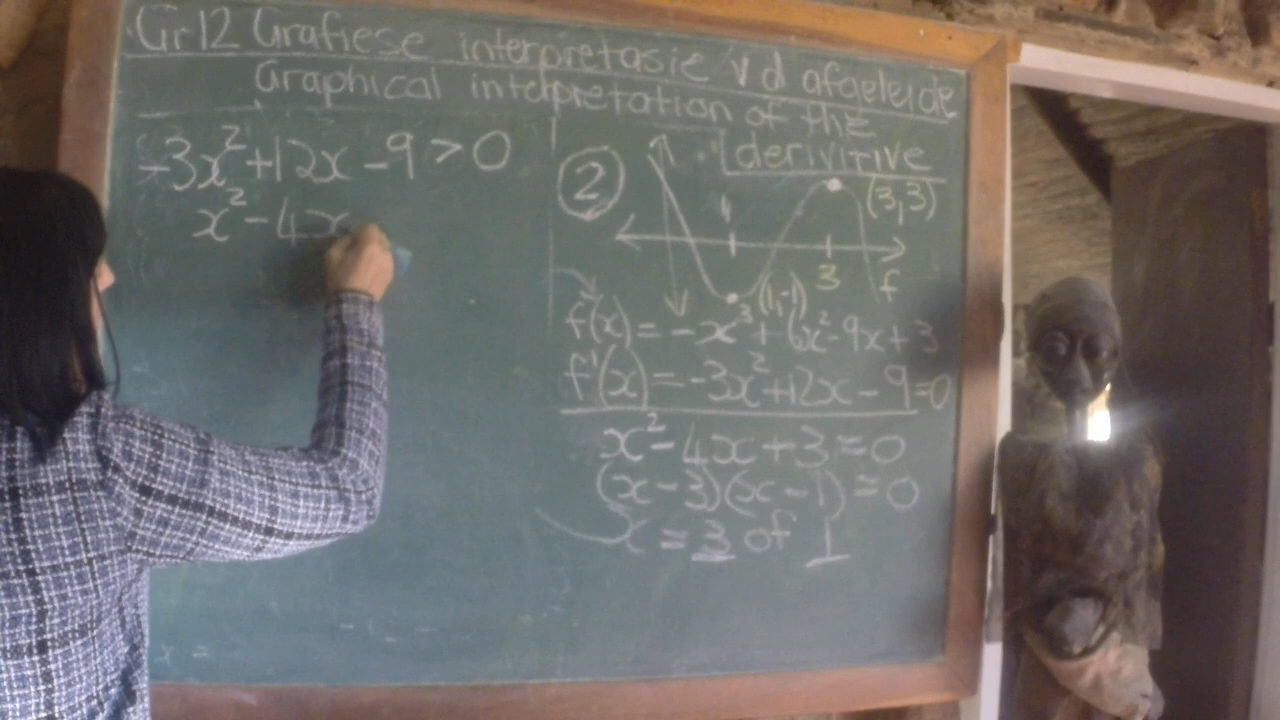 Gr12 Grafiese interpretasie v d afgeleide
Graphical interpretation of the
derivitive
-3x²+12x-9>0
x²-4x
2
(3,3)
3
f
(1,-1)
f(x)=-x³+6x²-9x+3
f'(x)=-3x²+12x-9=0
x²-4x+3=0
(x-3)(x-1)=0
x=3 of 1